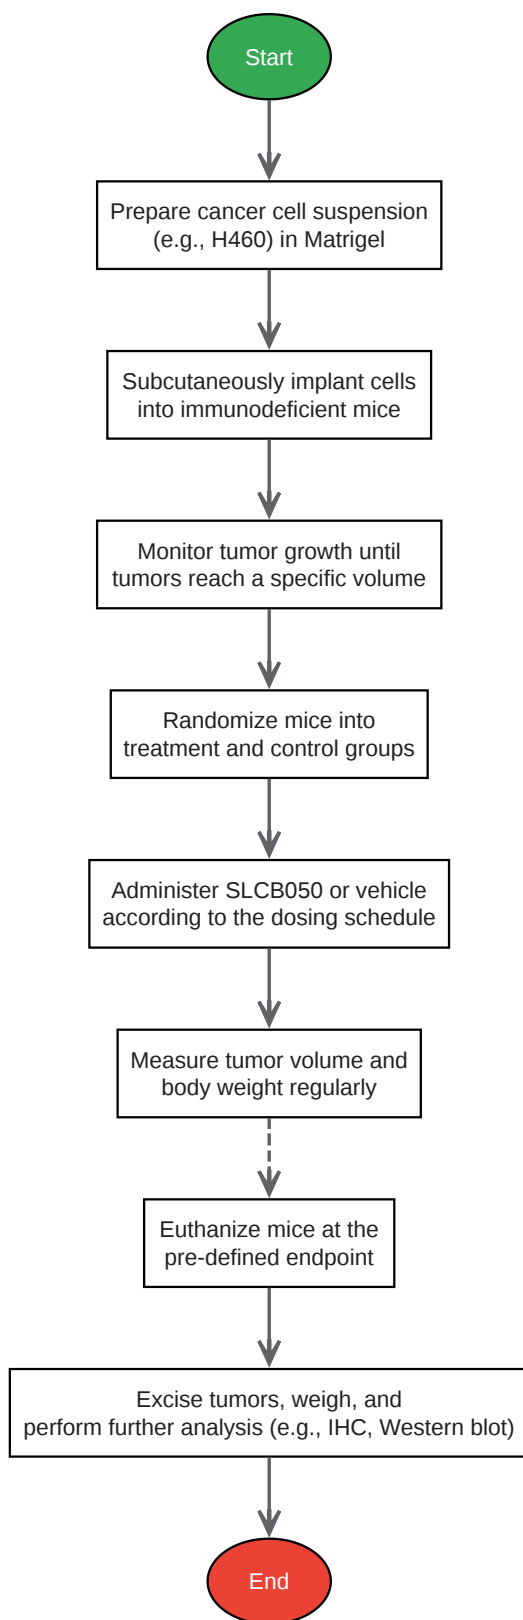 Start
Prepare cancer cell suspension
(e.g., H460) in Matrigel
Subcutaneously implant cells
into immunodeficient mice
Monitor tumor growth until
tumors reach a specific volume
Randomize mice into
treatment and control groups
Administer SLCB050 or vehicle
according to the dosing schedule
Measure tumor volume and
body weight regularly
Euthanize mice at the
pre-defined endpoint
Excise tumors, weigh, and
perform further analysis (e.g., IHC, Western blot)
End